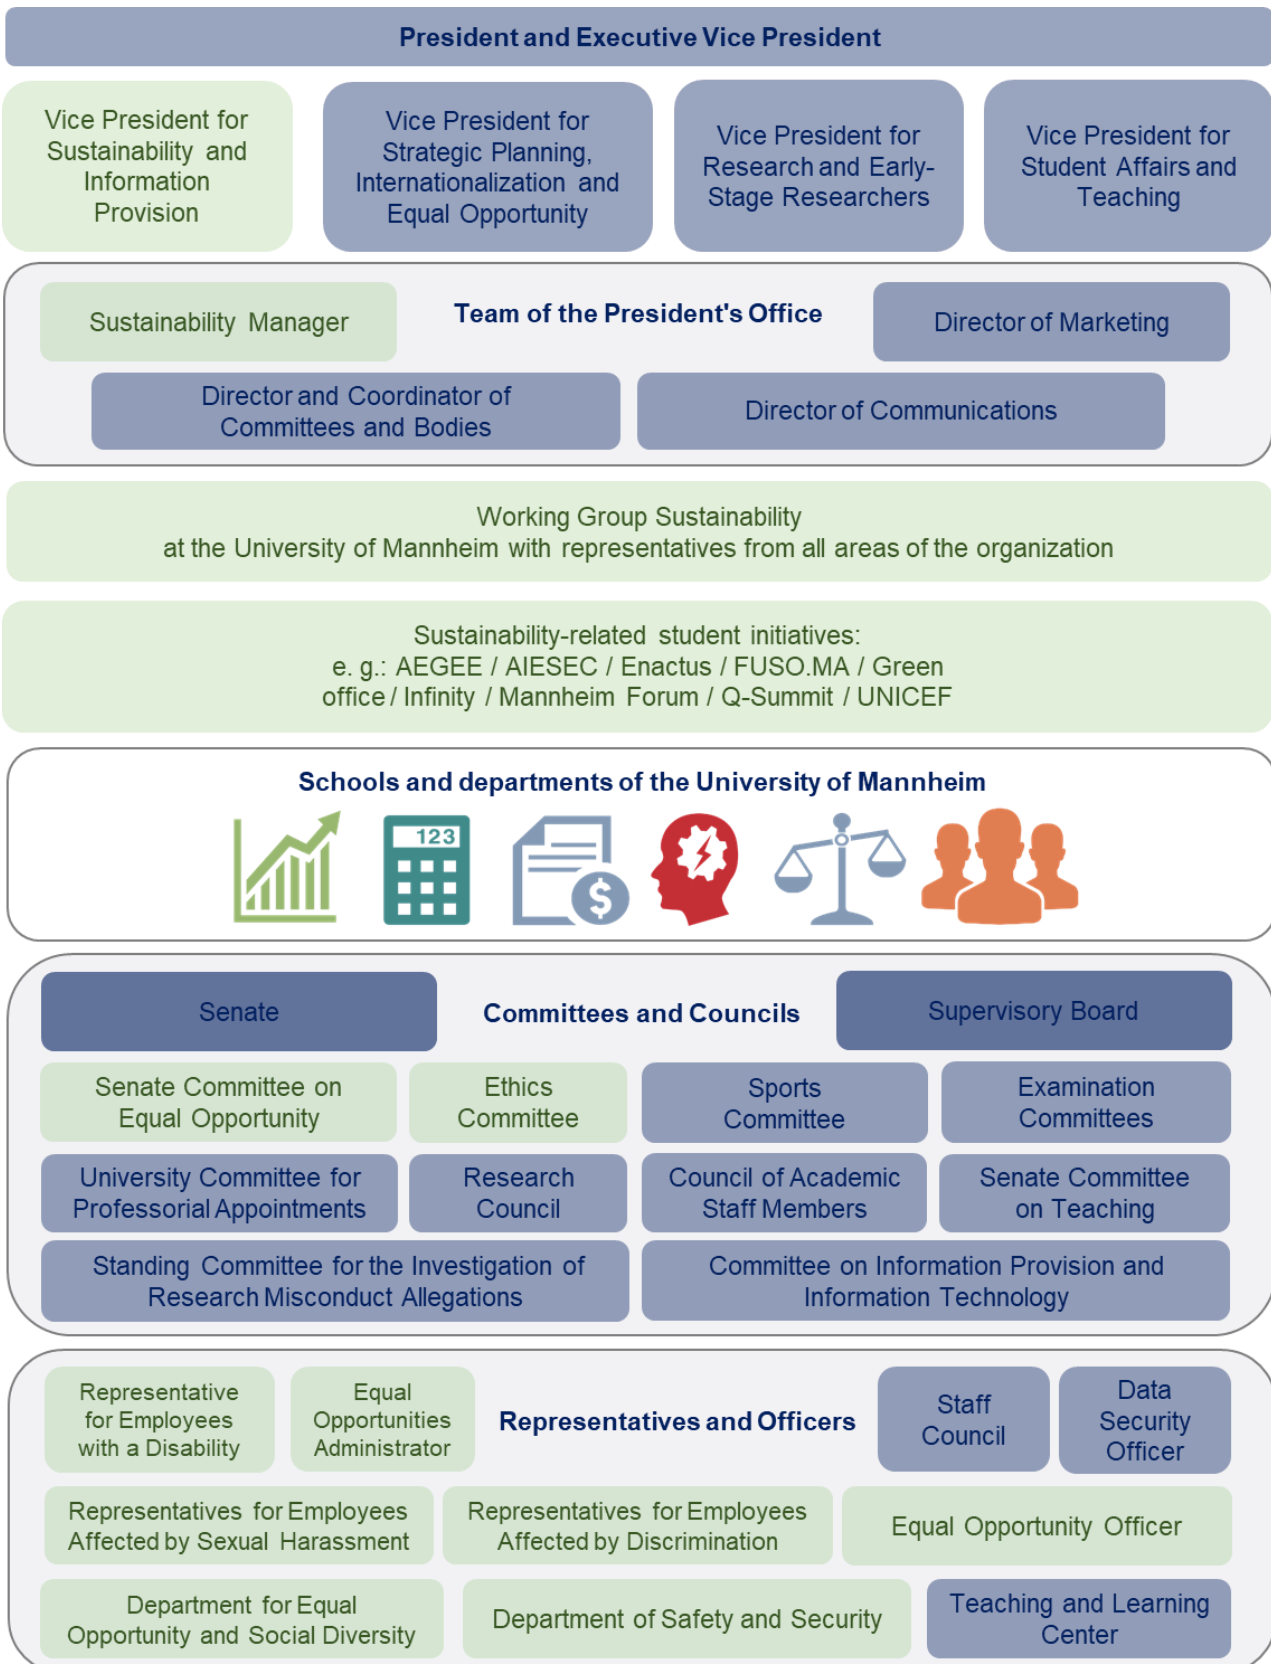 President and Executive Vice President
Vice President for
Sustainability and
Information
Provision
Vice President for
Strategic Planning,
Internationalization and
Equal Opportunity
Vice President for
Research and Early-
Stage Researchers
Vice President for
Student Affairs and
Teaching
Sustainability Manager
Team of the President's Office
Director of Marketing
Director and Coordinator of
Committees and Bodies
Director of Communications
Working Group Sustainability
at the University of Mannheim with representatives from all areas of the organization
Sustainability-related student initiatives:
e. g.: AEGEE / AIESEC / Enactus / FUSO.MA / Green
office / Infinity / Mannheim Forum / Q-Summit / UNICEF
Schools and departments of the University of Mannheim
123
$
Senate
Committees and Councils
Supervisory Board
Senate Committee on
Equal Opportunity
Ethics
Committee
Sports
Committee
Examination
Committees
University Committee for
Professorial Appointments
Research
Council
Council of Academic
Staff Members
Senate Committee
on Teaching
Standing Committee for the Investigation of
Research Misconduct Allegations
Committee on Information Provision and
Information Technology
Representative
for Employees
with a Disability
Equal
Opportunities
Administrator
Representatives and Officers
Staff
Council
Data
Security
Officer
Representatives for Employees
Affected by Sexual Harassment
Representatives for Employees
Affected by Discrimination
Equal Opportunity Officer
Department for Equal
Opportunity and Social Diversity
Department of Safety and Security
Teaching and Learning
Center